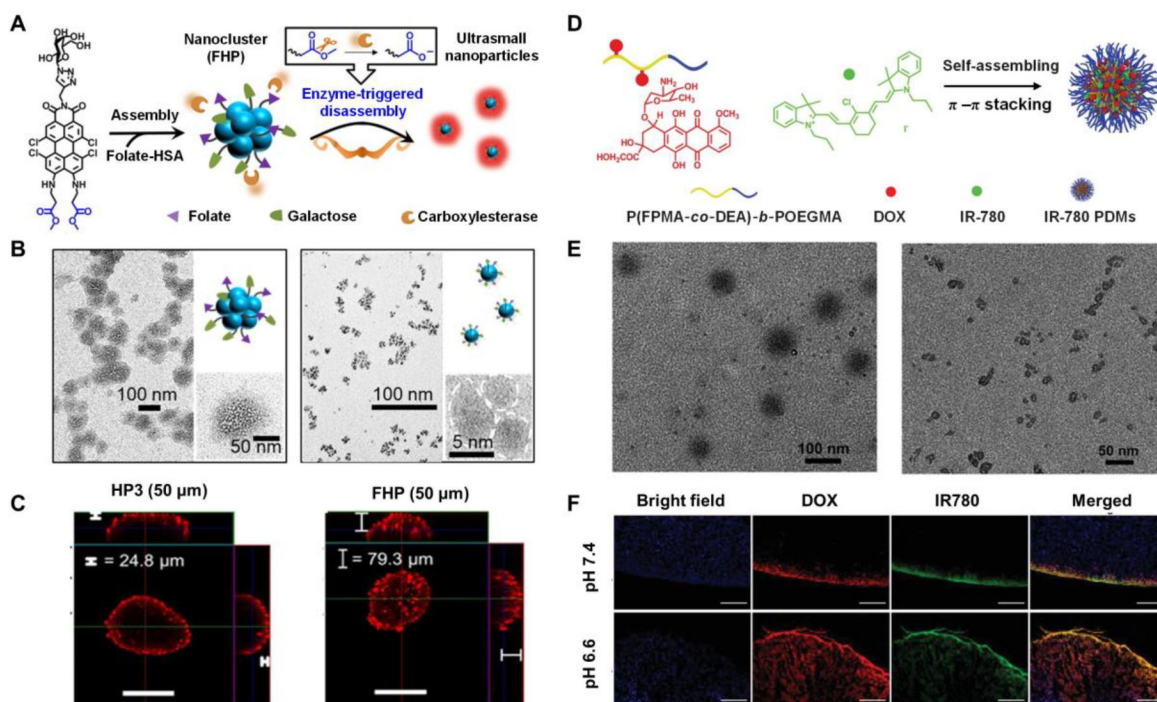 A
Nanocluster
(FHP)
Ultrasmall
nanoparticles
Enzyme-triggered
disassembly
Assembly
Folate-HSA
Folate
Galactose
Carboxylesterase
B
100 nm
50 nm
100 nm
5 nm
C
HP3 (50 μm)
FHP (50 μm)
= 24.8 μm
= 79.3 μm
D
Self-assembling
π –π stacking
P(FPMA-co-DEA)-b-POEGMA
DOX
IR-780
IR-780 PDMs
E
100 nm
50 nm
F
Bright field
DOX
IR780
Merged
pH 7.4
pH 6.6